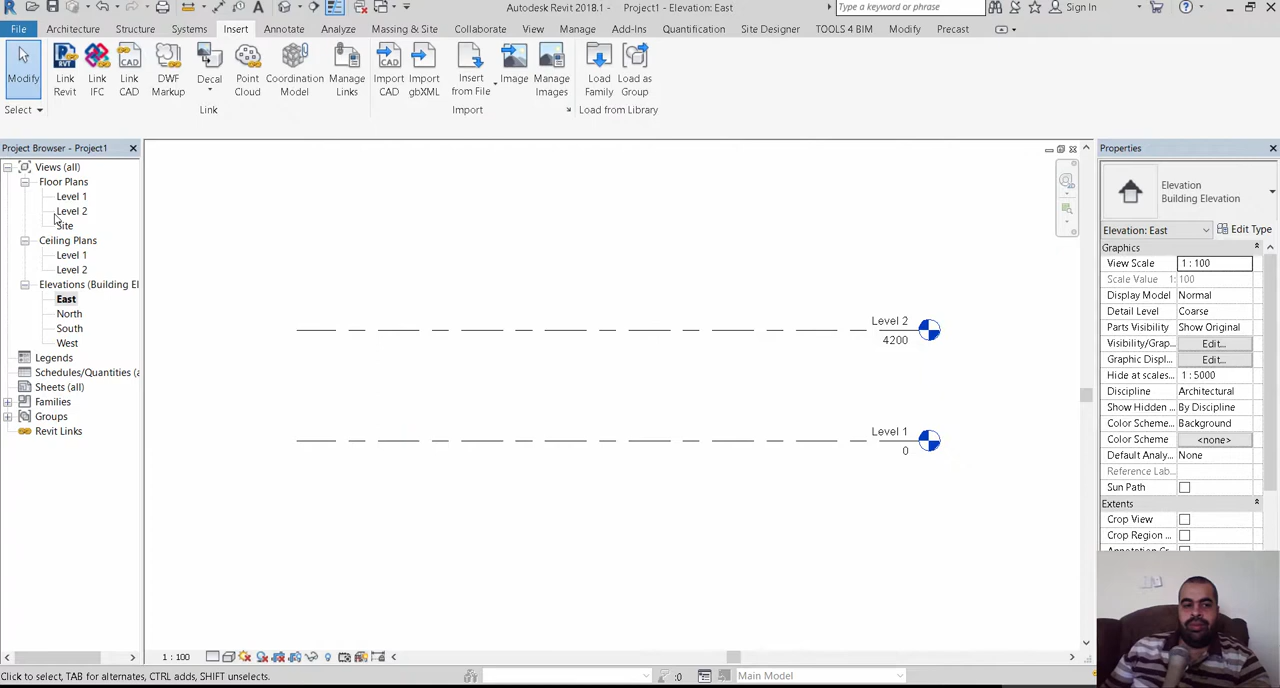 Autodesk Revit 2018.1 - Project1 - Elevation: East
Type a keyword or phrase
Sign In
File Architecture Structure Systems Insert Annotate Analyze Massing & Site Collaborate View Manage Add-Ins Quantification Site Designer TOOLS 4 BIM Modify Precast
Modify
Link Revit
Link IFC
Link CAD
DWF Markup
Decal
Point Cloud
Coordination Model
Manage Links
Import CAD
Import gbXML
Insert from File
Image
Manage Images
Load Family
Load as Group
Select
Link
Import
Load from Library
Project Browser - Project1
Views (all)
Floor Plans
Level 1
Level 2
Site
Ceiling Plans
Level 1
Level 2
Elevations (Building El
East
North
South
West
Legends
Schedules/Quantities (a
Sheets (all)
Families
Groups
Revit Links
Level 2
4200
Level 1
0
Properties
Elevation
Building Elevation
Elevation: East
Edit Type
Graphics
View Scale 1 : 100
Scale Value 1: 100
Display Model Normal
Detail Level Coarse
Parts Visibility Show Original
Visibility/Grap... Edit...
Graphic Displ... Edit...
Hide at scales... 1 : 5000
Discipline Architectural
Show Hidden ... By Discipline
Color Scheme... Background
Color Scheme <none>
Default Analy... None
Reference Lab...
Sun Path
Extents
Crop View
Crop Region ...
1 : 100
Click to select, TAB for alternates, CTRL adds, SHIFT unselects.
:0
Main Model